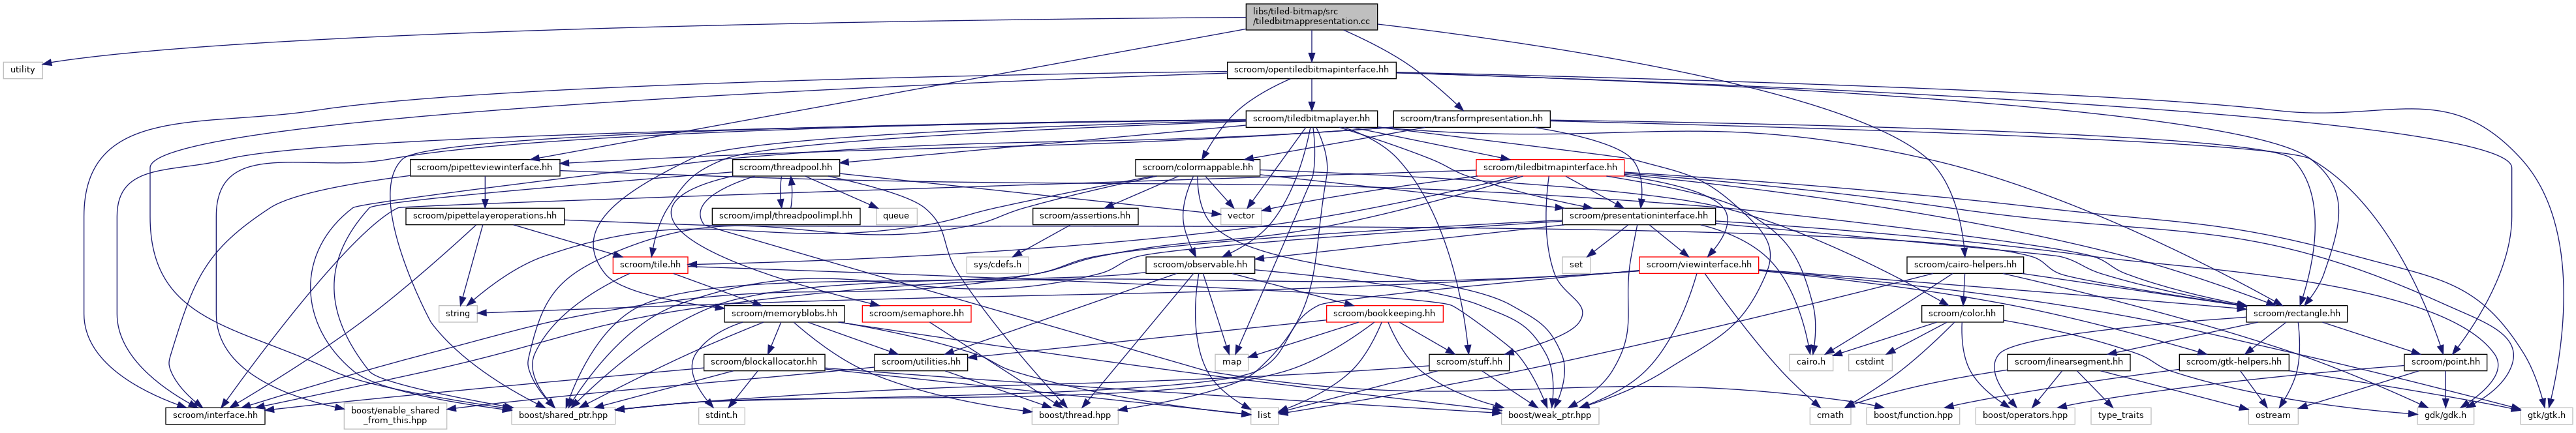 libs/tiled-bitmap/src
/tiledbitmappresentation.cc
utility
scroom/opentiledbitmapinterface.hh
scroom/tiledbitmaplayer.hh
scroom/transformpresentation.hh
scroom/pipetteviewinterface.hh
scroom/threadpool.hh
scroom/colormappable.hh
scroom/tiledbitmapinterface.hh
scroom/pipettelayeroperations.hh
scroom/impl/threadpoolimpl.hh
queue
scroom/assertions.hh
vector
scroom/presentationinterface.hh
scroom/tile.hh
sys/cdefs.h
scroom/observable.hh
set
scroom/viewinterface.hh
scroom/cairo-helpers.hh
string
scroom/memoryblobs.hh
scroom/semaphore.hh
scroom/bookkeeping.hh
scroom/color.hh
scroom/rectangle.hh
scroom/blockallocator.hh
scroom/utilities.hh
map
scroom/stuff.hh
cairo.h
cstdint
scroom/linearsegment.hh
scroom/gtk-helpers.hh
scroom/point.hh
scroom/interface.hh
boost/enable_shared
_from_this.hpp
boost/shared_ptr.hpp
stdint.h
boost/thread.hpp
list
boost/weak_ptr.hpp
cmath
boost/function.hpp
boost/operators.hpp
type_traits
ostream
gdk/gdk.h
gtk/gtk.h